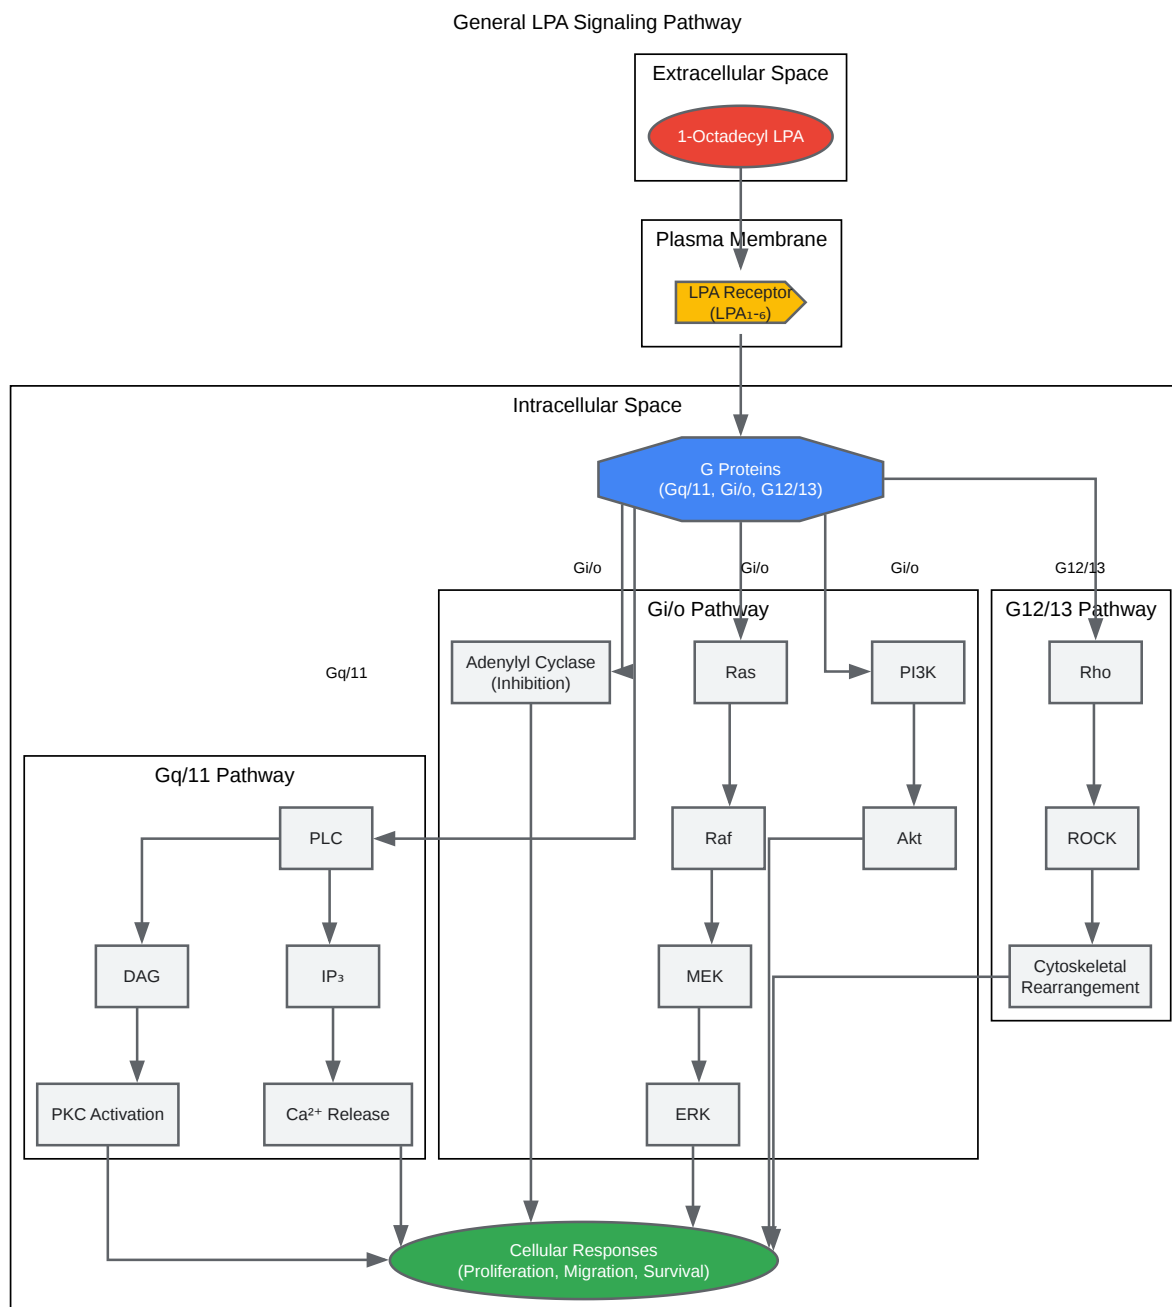 General LPA Signaling Pathway
Extracellular Space
1-Octadecyl LPA
Plasma Membrane
LPA Receptor
(LPA₁-₆)
Intracellular Space
G Proteins
(Gq/11, Gi/o, G12/13)
Gi/o
Gi/o
Gi/o
G12/13
Gi/o Pathway
G12/13 Pathway
Adenylyl Cyclase
(Inhibition)
Ras
PI3K
Rho
Gq/11
Gq/11 Pathway
PLC
Raf
Akt
ROCK
DAG
IP₃
MEK
Cytoskeletal
Rearrangement
PKC Activation
Ca²⁺ Release
ERK
Cellular Responses
(Proliferation, Migration, Survival)